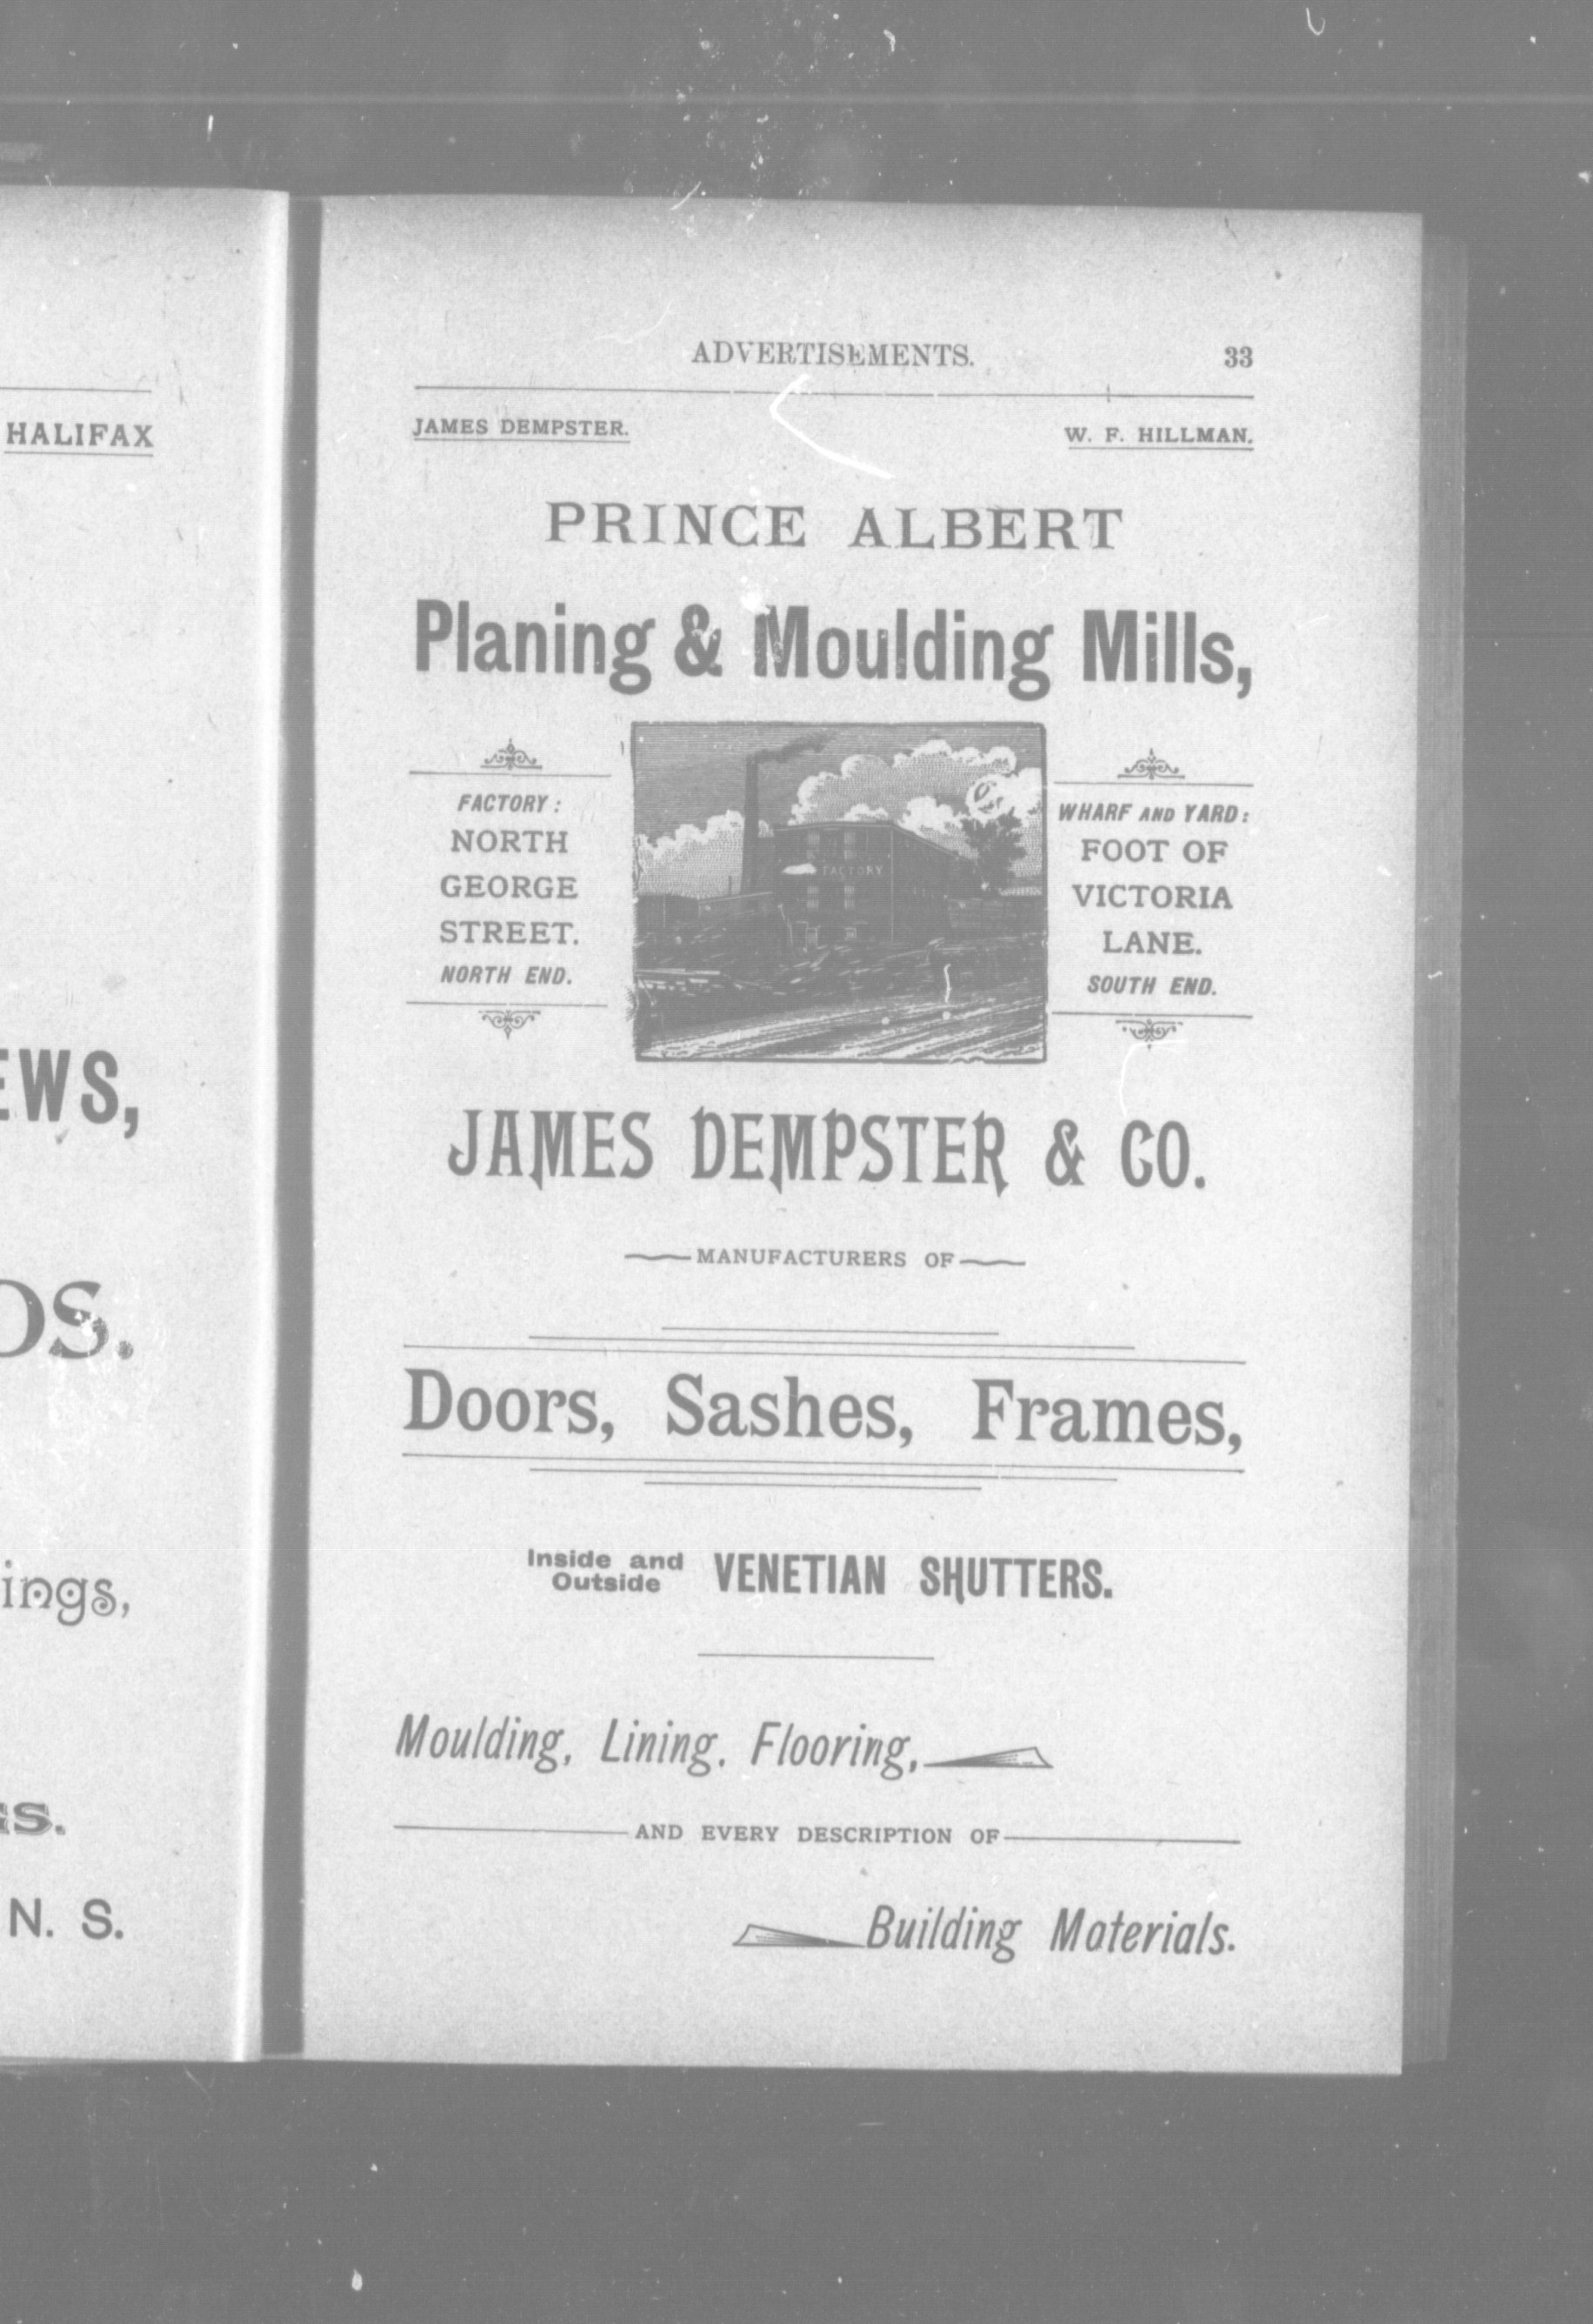 HALIFAX
EWS,
DS.
ings,
GS.
N. S.
ADVERTISEMENTS. 33
JAMES DEMPSTER. W. F. HILLMAN.
PRINCE ALBERT
Planing & Moulding Mills,
FACTORY:
NORTH
GEORGE
STREET.
NORTH END.
FACTORY
WHARF AND YARD:
FOOT OF
VICTORIA
LANE.
SOUTH END.
JAMES DEMPSTER & CO.
MANUFACTURERS OF
Doors, Sashes, Frames,
Inside and
Outside VENETIAN SHUTTERS.
Moulding, Lining, Flooring,
AND EVERY DESCRIPTION OF
Building Materials.